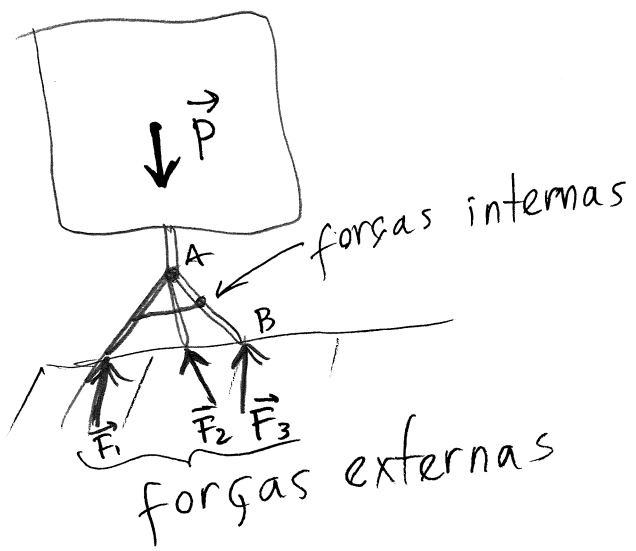 P
forças internas
A
B
F₁ F₂ F₃
forças externas